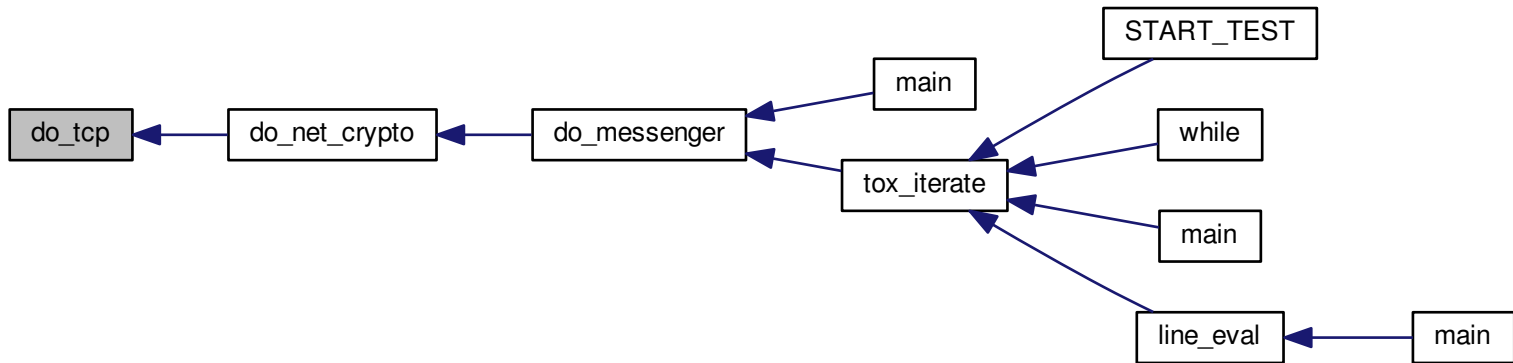 START_TEST
main
do_tcp
do_net_crypto
do_messenger
while
tox_iterate
main
line_eval
main